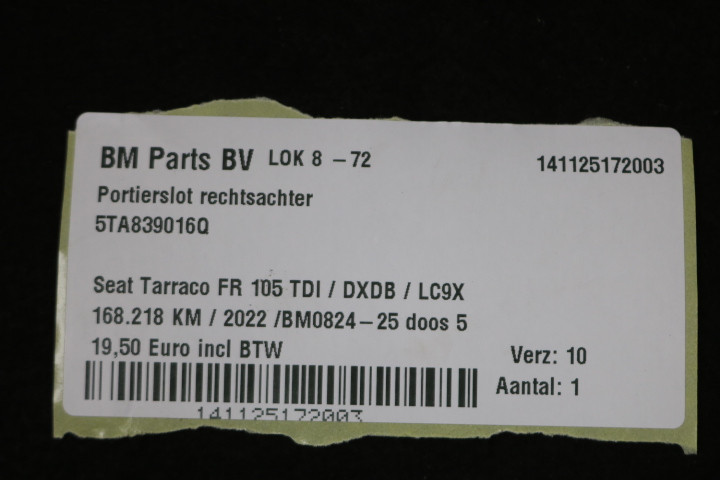 BM Parts BV LOK 8 - 72 141125172003
Portierslot rechtsachter
5TA839016Q
Seat Tarraco FR 105 TDI / DXDB / LC9X
168.218 KM / 2022 /BM0824-25 doos 5
19,50 Euro incl BTW Verz: 10
Aantal: 1
141125172003